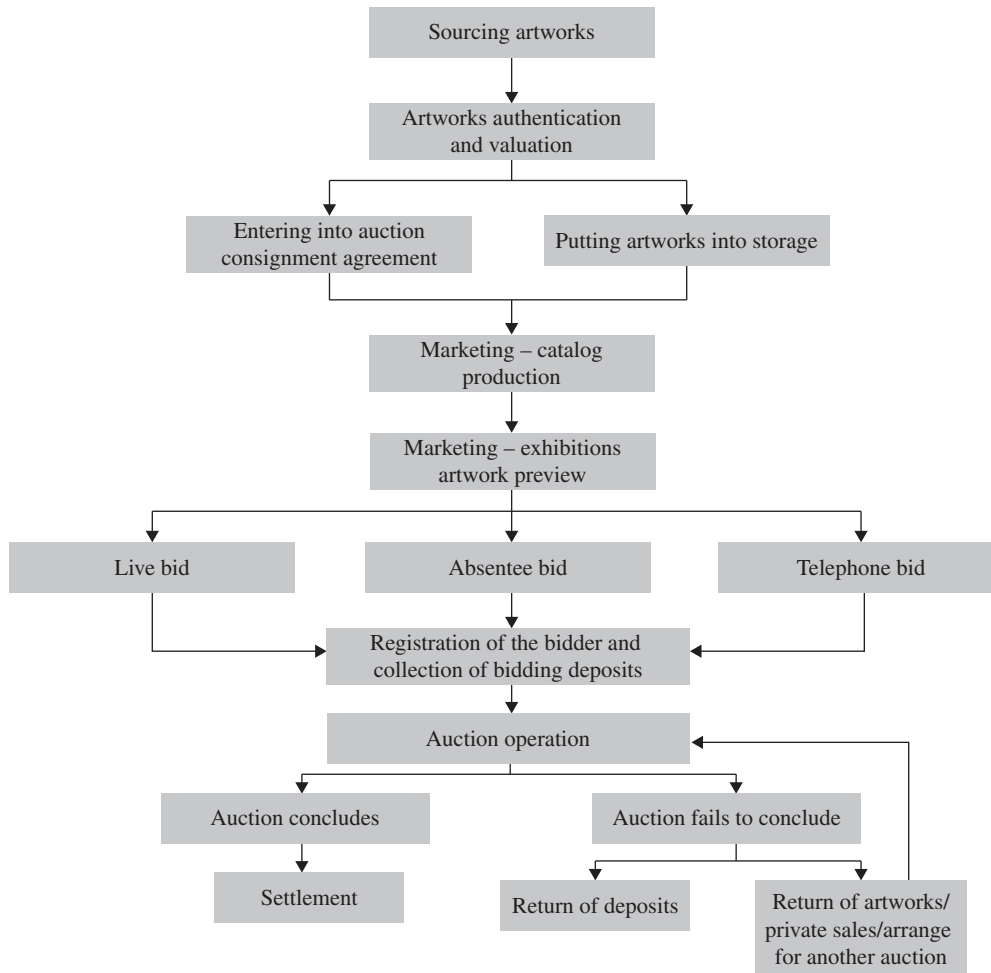 Sourcing artworks
Artworks authentication
and valuation
Entering into auction
consignment agreement
Putting artworks into storage
Marketing – catalog
production
Marketing – exhibitions
artwork preview
Live bid
Absentee bid
Telephone bid
Registration of the bidder and
collection of bidding deposits
Auction operation
Auction concludes
Auction fails to conclude
Settlement
Return of deposits
Return of artworks/
private sales/arrange
for another auction